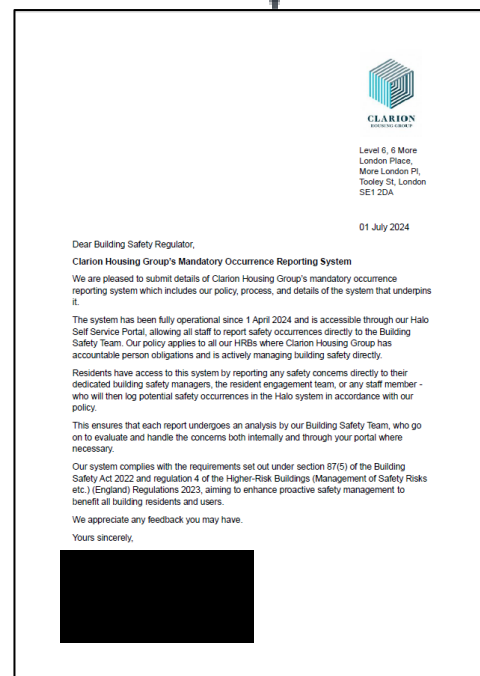 CLARION
HOUSING GROUP
Level 6, 6 More
London Place,
More London Pl,
Tooley St, London
SE1 2DA
01 July 2024
Dear Building Safety Regulator,
Clarion Housing Group's Mandatory Occurrence Reporting System
We are pleased to submit details of Clarion Housing Group's mandatory occurrence
reporting system which includes our policy, process, and details of the system that underpins
it.
The system has been fully operational since 1 April 2024 and is accessible through our Halo
Self Service Portal, allowing all staff to report safety occurrences directly to the Building
Safety Team. Our policy applies to all our HRBs where Clarion Housing Group has
accountable person obligations and is actively managing building safety directly.
Residents have access to this system by reporting any safety concerns directly to their
dedicated building safety managers, the resident engagement team, or any staff member -
who will then log potential safety occurrences in the Halo system in accordance with our
policy.
This ensures that each report undergoes an analysis by our Building Safety Team, who go
on to evaluate and handle the concerns both internally and through your portal where
necessary.
Our system complies with the requirements set out under section 87(5) of the Building
Safety Act 2022 and regulation 4 of the Higher-Risk Buildings (Management of Safety Risks
etc.) (England) Regulations 2023, aiming to enhance proactive safety management to
benefit all building residents and users.
We appreciate any feedback you may have.
Yours sincerely,